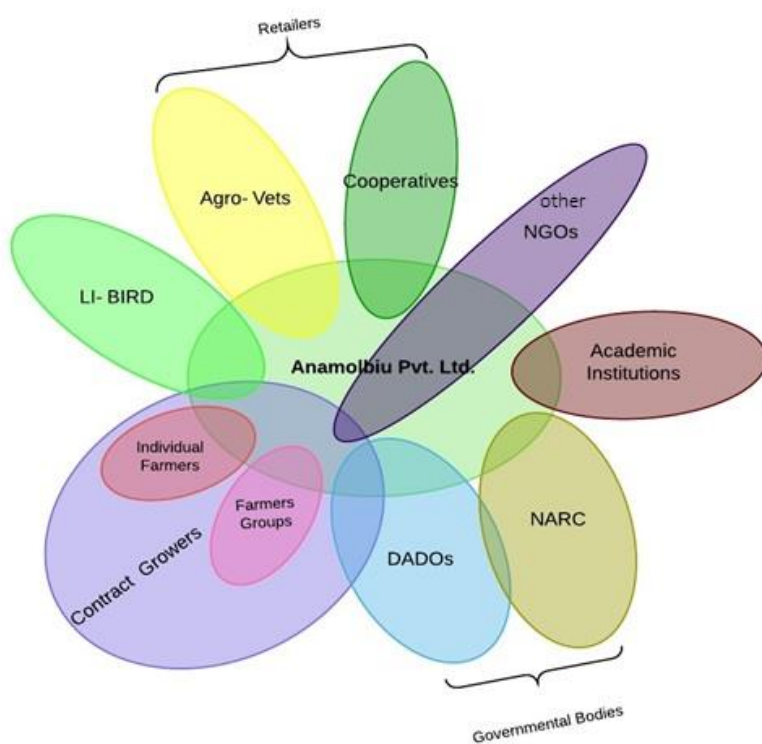 Retailers
Agro- Vets
Cooperatives
other
NGOs
LI- BIRD
Anamolbiu Pvt. Ltd.
Academic
Institutions
Individual
Farmers
Farmers
Groups
Contract Growers
DADOs
NARC
Governmental Bodies